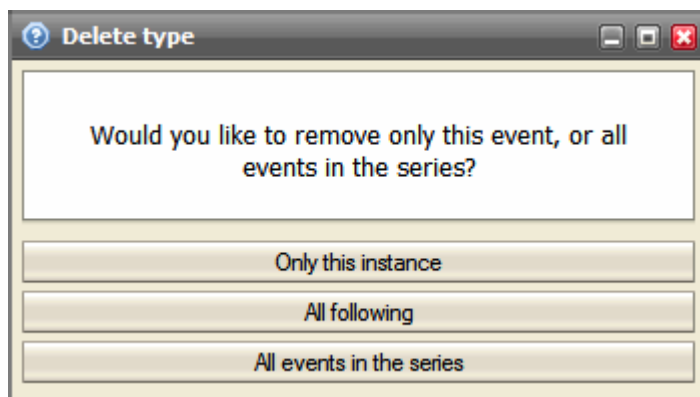 Delete type
Would you like to remove only this event, or all
events in the series?
Only this instance
All following
All events in the series